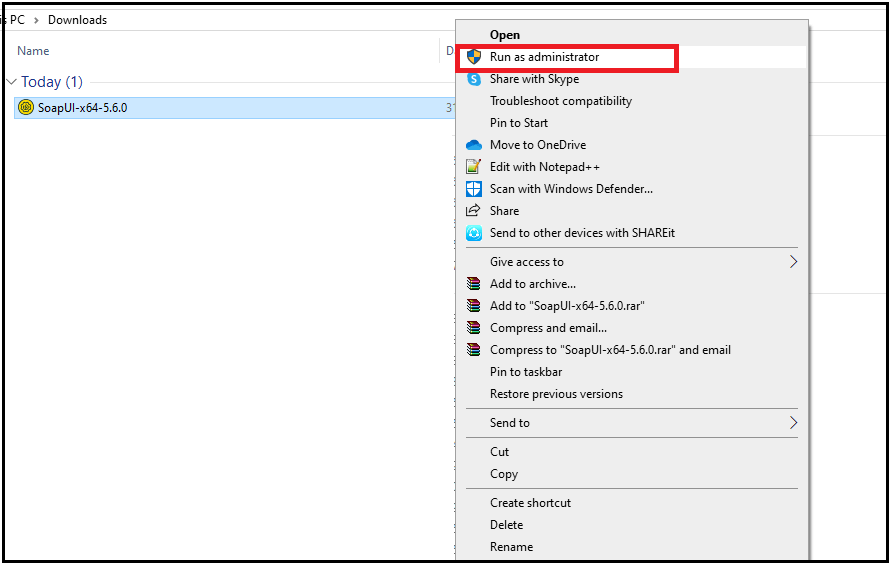 is PC > Downloads
Name
D
Today (1)
SoapUI-x64-5.6.0
31
Open
Run as administrator
Share with Skype
Troubleshoot compatibility
Pin to Start
Move to OneDrive
Edit with Notepad++
Scan with Windows Defender...
Share
Send to other devices with SHAREit
Give access to
Add to archive...
Add to "SoapUI-x64-5.6.0.rar"
Compress and email...
Compress to "SoapUI-x64-5.6.0.rar" and email
Pin to taskbar
Restore previous versions
Send to
Cut
Copy
Create shortcut
Delete
Rename